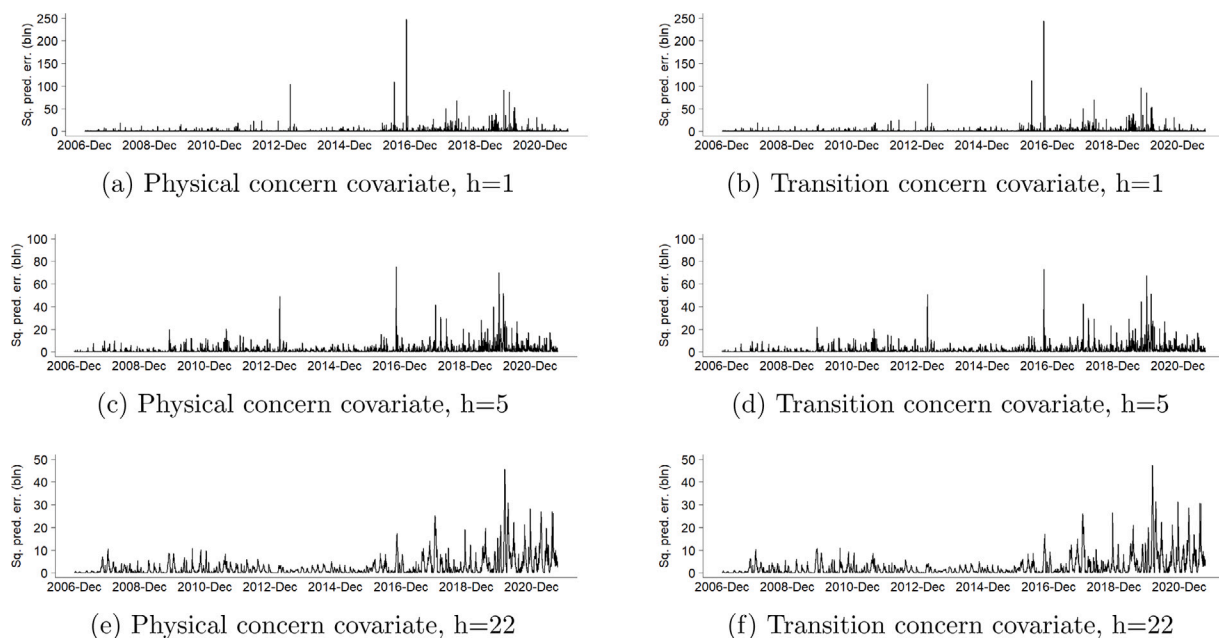 Sq. pred. err. (bln)
250
200
150
100
50
0
2006-Dec 2008-Dec 2010-Dec 2012-Dec 2014-Dec 2016-Dec 2018-Dec 2020-Dec
(a) Physical concern covariate, h=1
Sq. pred. err. (bln)
250
200
150
100
50
0
2006-Dec 2008-Dec 2010-Dec 2012-Dec 2014-Dec 2016-Dec 2018-Dec 2020-Dec
(b) Transition concern covariate, h=1
Sq. pred. err. (bln)
100
80
60
40
20
0
2006-Dec 2008-Dec 2010-Dec 2012-Dec 2014-Dec 2016-Dec 2018-Dec 2020-Dec
(c) Physical concern covariate, h=5
Sq. pred. err. (bln)
100
80
60
40
20
0
2006-Dec 2008-Dec 2010-Dec 2012-Dec 2014-Dec 2016-Dec 2018-Dec 2020-Dec
(d) Transition concern covariate, h=5
Sq. pred. err. (bln)
50
40
30
20
10
0
2006-Dec 2008-Dec 2010-Dec 2012-Dec 2014-Dec 2016-Dec 2018-Dec 2020-Dec
(e) Physical concern covariate, h=22
Sq. pred. err. (bln)
50
40
30
20
10
0
2006-Dec 2008-Dec 2010-Dec 2012-Dec 2014-Dec 2016-Dec 2018-Dec 2020-Dec
(f) Transition concern covariate, h=22